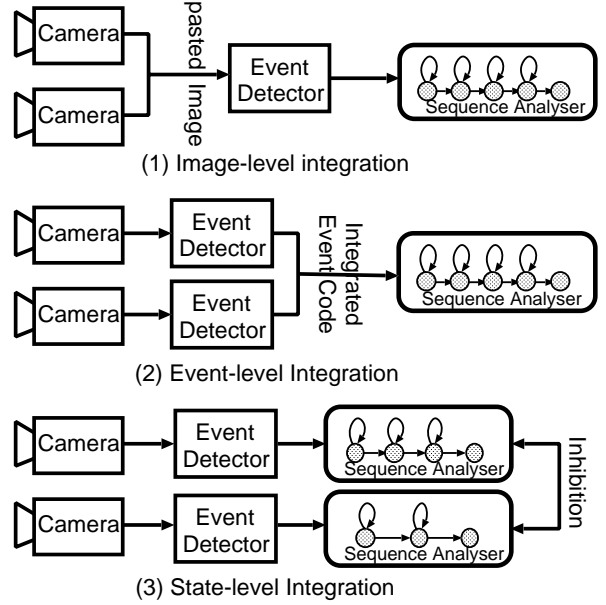 Camera
Camera
pasted Image
Event
Detector
Sequence Analyser
(1) Image-level integration
Camera
Camera
Event
Detector
Event
Detector
Integrated
Event Code
Sequence Analyser
(2) Event-level Integration
Camera
Event
Detector
Sequence Analyser
Camera
Event
Detector
Sequence Analyser
Inhibition
(3) State-level Integration